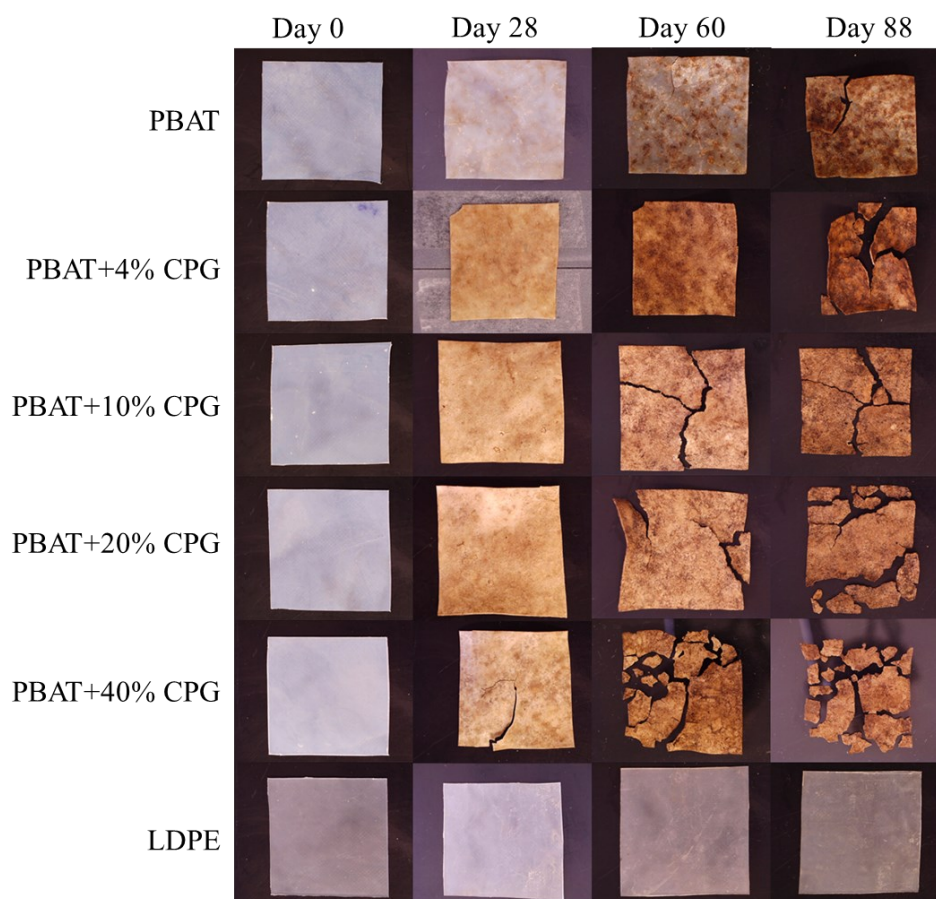 Day 0 Day 28 Day 60 Day 88
PBAT
PBAT+4% CPG
PBAT+10% CPG
PBAT+20% CPG
PBAT+40% CPG
LDPE